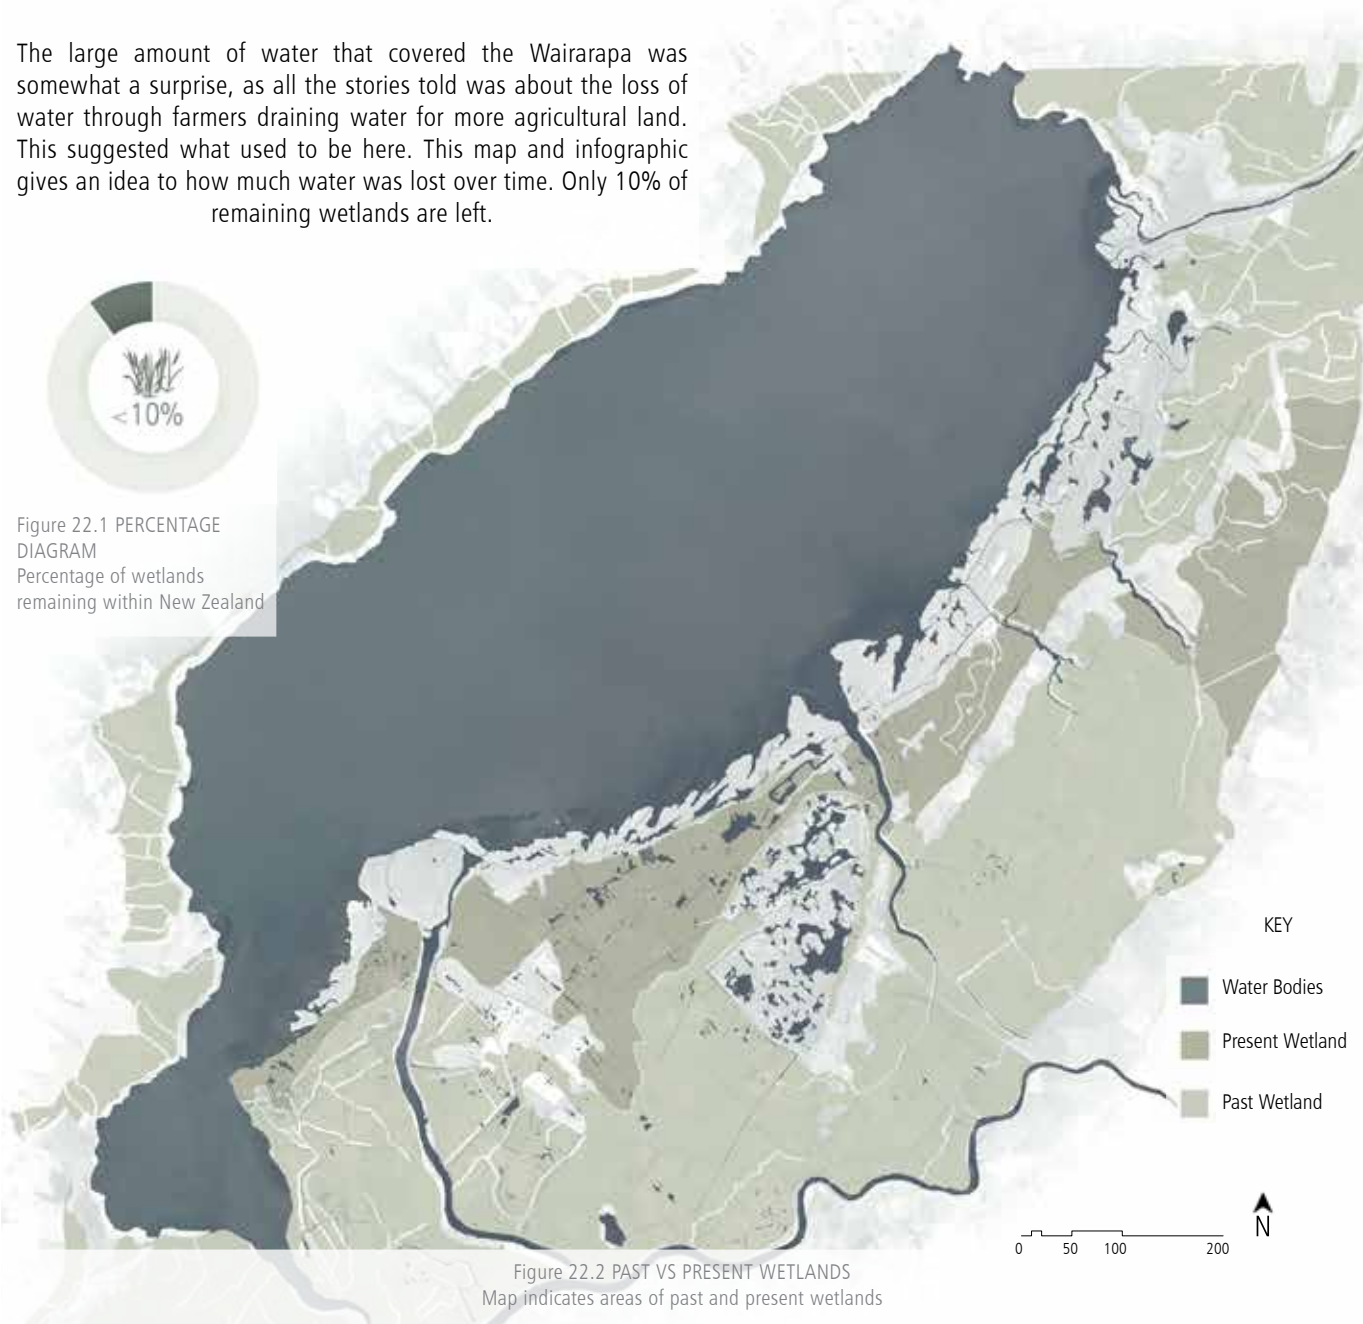 The large amount of water that covered the Wairarapa was
somewhat a surprise, as all the stories told was about the loss of
water through farmers draining water for more agricultural land.
This suggested what used to be here. This map and infographic
gives an idea to how much water was lost over time. Only 10% of
remaining wetlands are left.
<10%
Figure 22.1 PERCENTAGE
DIAGRAM
Percentage of wetlands
remaining within New Zealand
KEY
Water Bodies
Present Wetland
Past Wetland
N
0 50 100 200
Figure 22.2 PAST VS PRESENT WETLANDS
Map indicates areas of past and present wetlands